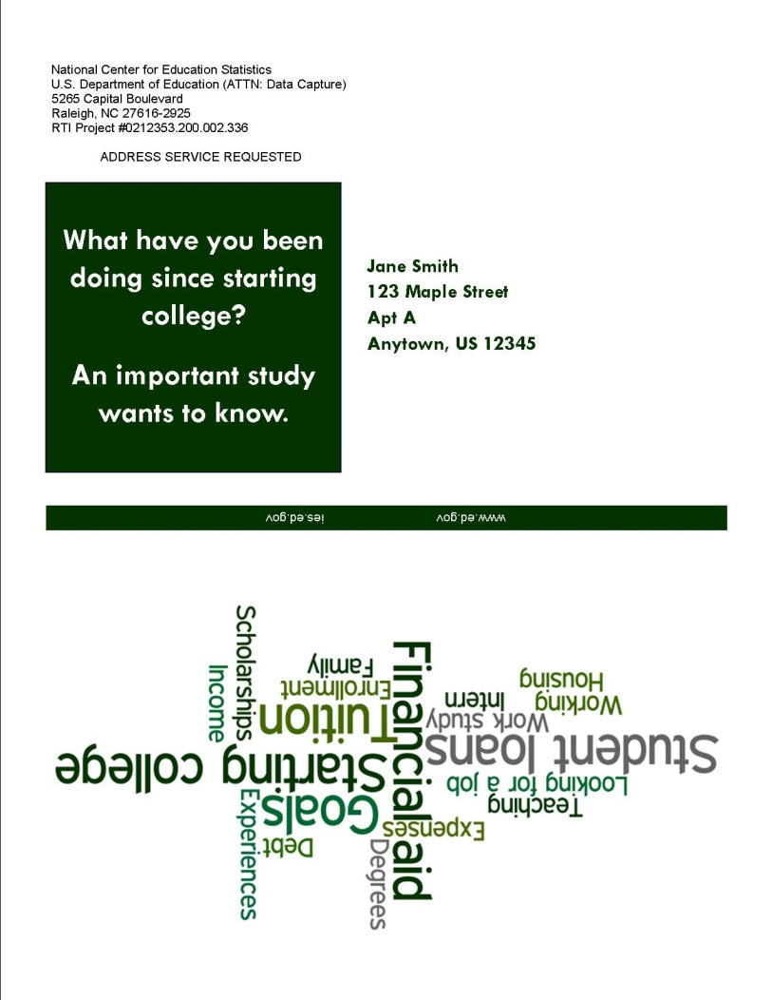 National Center for Education Statistics
U.S. Department of Education (ATTN: Data Capture)
5265 Capital Boulevard
Raleigh, NC 27616-2925
RTI Project #0212353.200.002.336
ADDRESS SERVICE REQUESTED
What have you been
doing since starting
college?
An important study
wants to know.
Jane Smith
123 Maple Street
Apt A
Anytown, US 12345
ies.ed.gov
www.ed.gov
Scholarships
Income
Family
Enrollment
Tuition
Financial aid
Housing
Working
Intern
Work study
Student loans
Starting college
Looking for a job
Teaching
Goals
Experiences
Expenses
Debt
Degrees